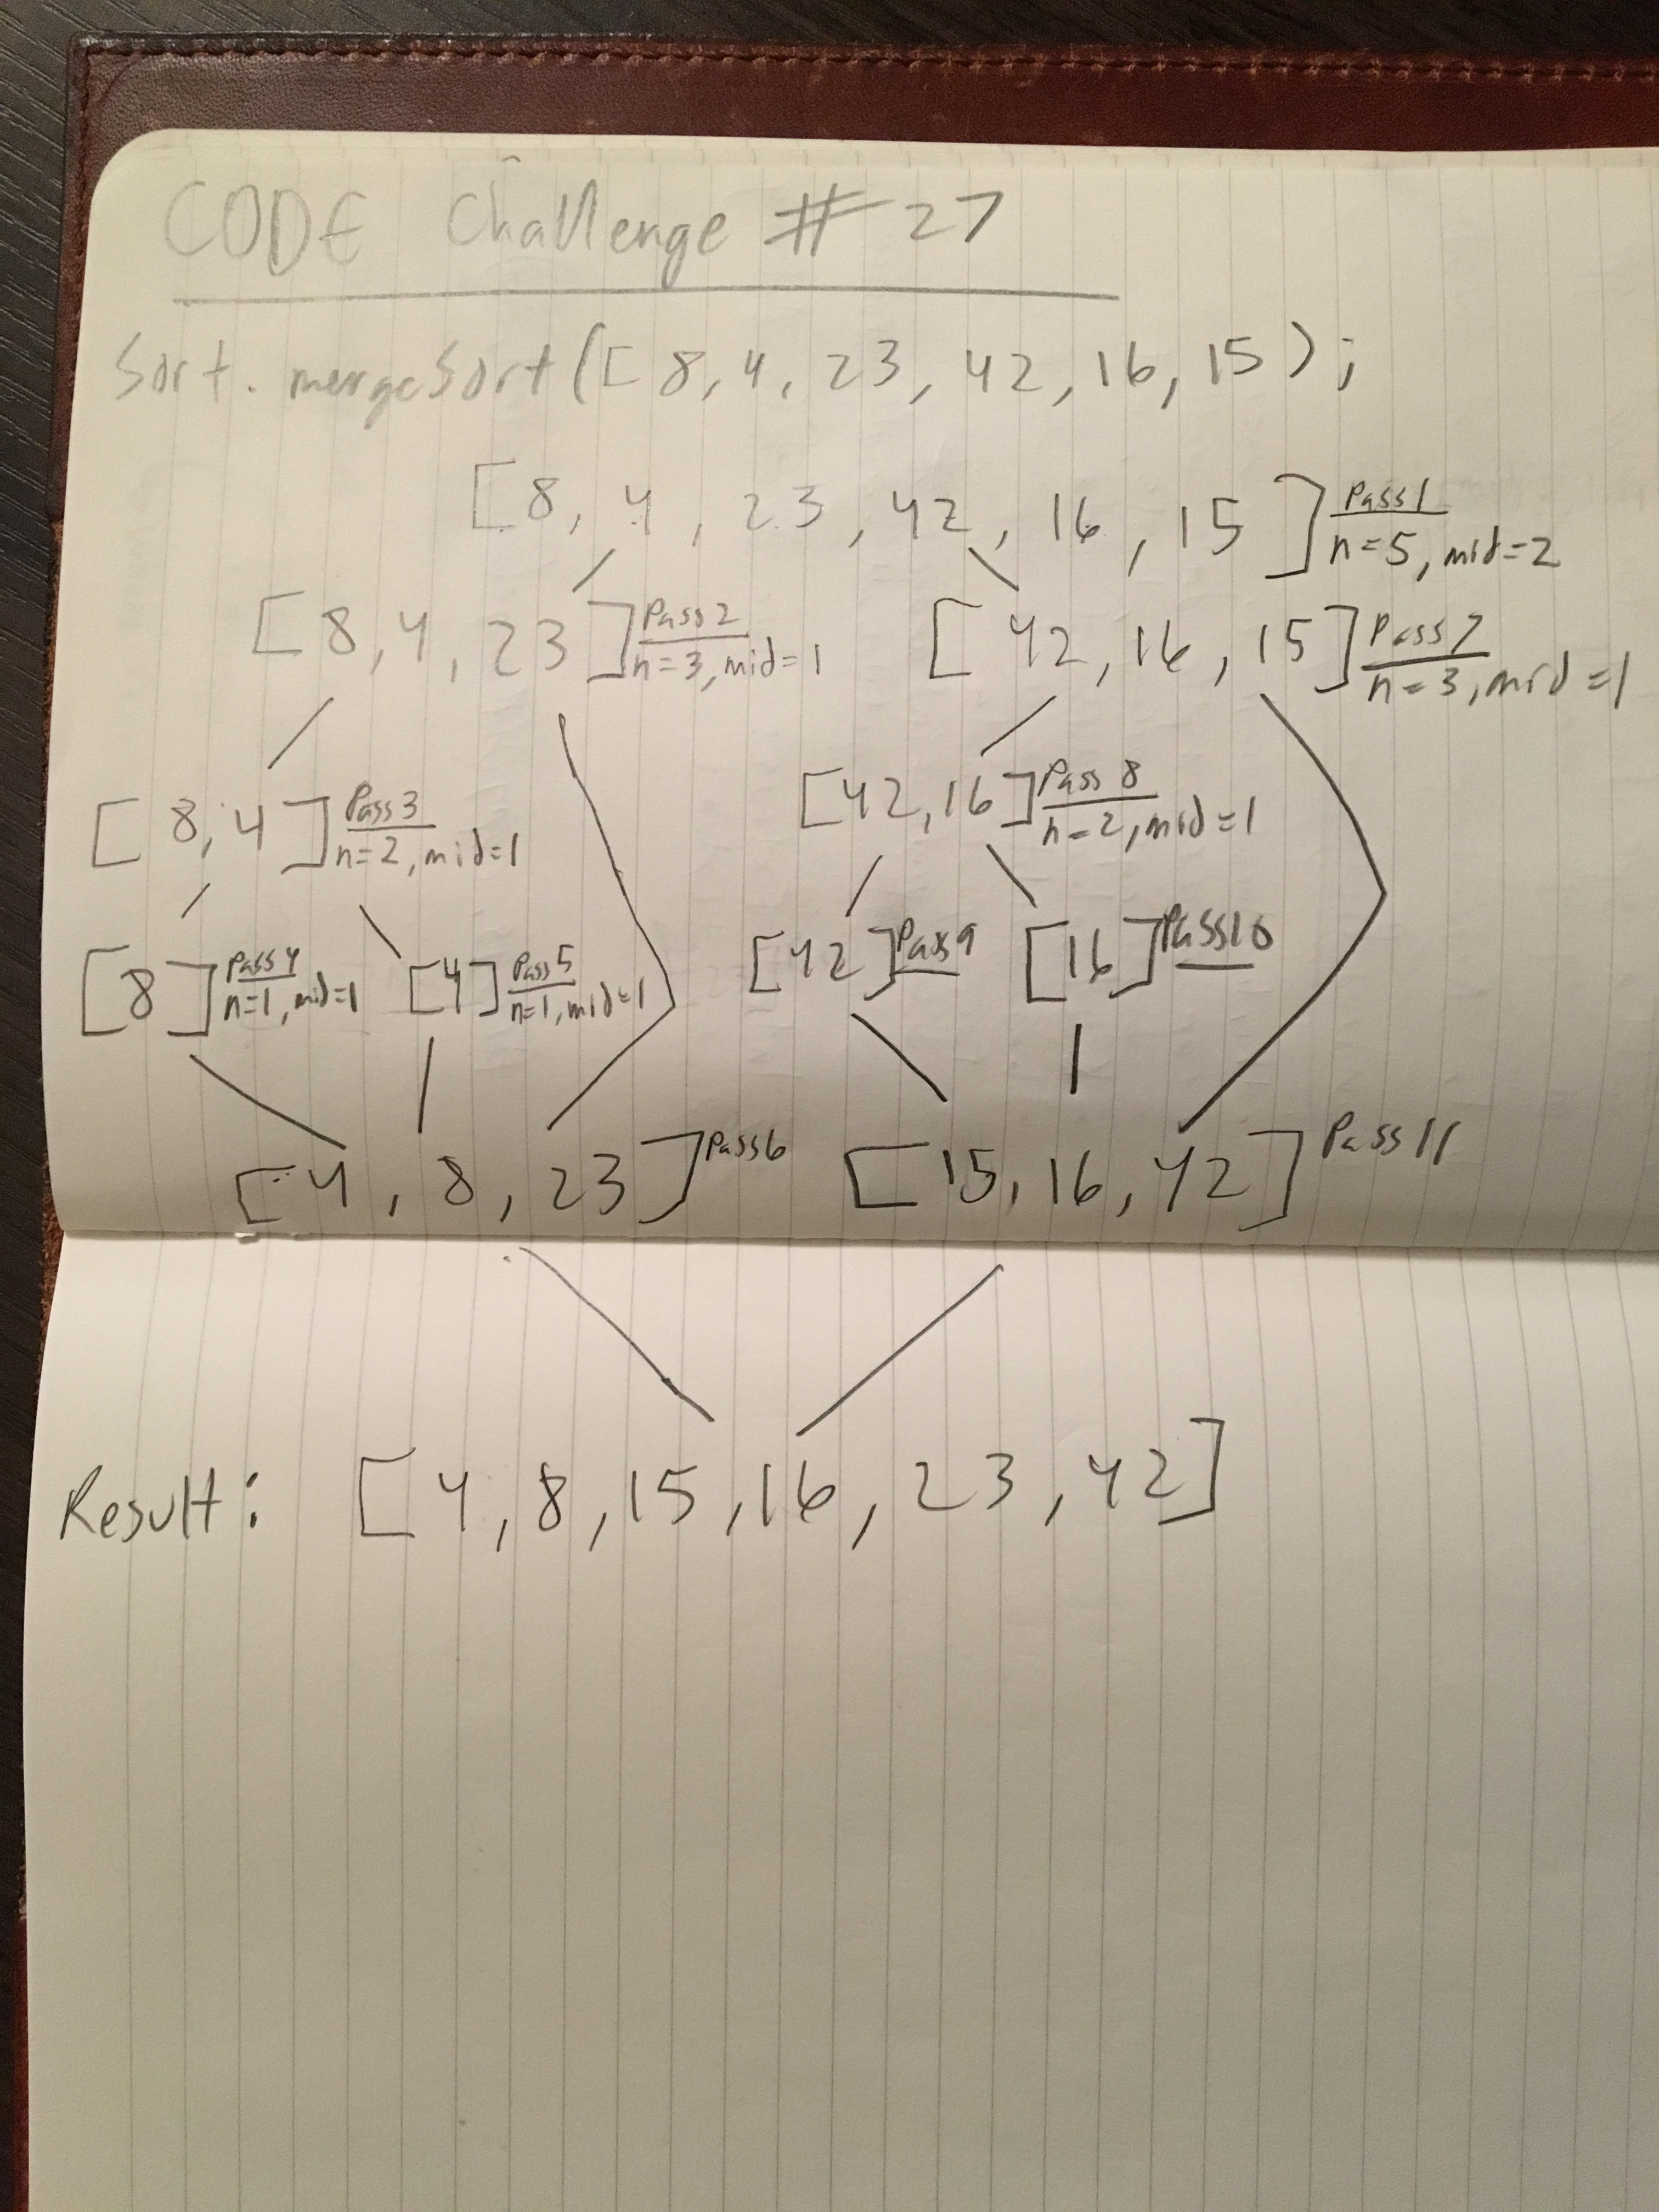 CODE Challenge # 27
Sort.mergeSort([8,4,23,42,16,15);
[8,4,23,42,16,15] Pass 1
n=5, mid=2
[8,4,23] Pass 2
n=3, mid=1
[42,16,15] Pass 7
n=3, mid=1
[8,4] Pass 3
n=2, mid=1
[42,16] Pass 8
n=2, mid=1
[8] Pass 4
n=1, mid=1
[4] Pass 5
n=1, mid=1
[42] Pass 9
[16] Pass 10
[4,8,23] Pass 6
[15,16,42] Pass 11
Result: [4,8,15,16,23,42]